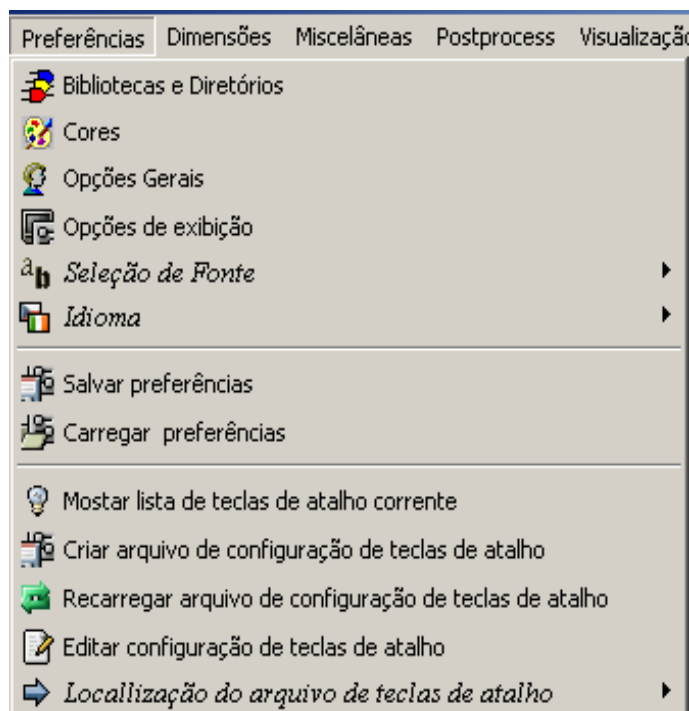 Preferências Dimensões Miscelâneas Postprocess Visualização
Bibliotecas e Diretórios
Cores
Opções Gerais
Opções de exibição
Seleção de Fonte
Idioma
Salvar preferências
Carregar preferências
Mostar lista de teclas de atalho corrente
Criar arquivo de configuração de teclas de atalho
Recarregar arquivo de configuração de teclas de atalho
Editar configuração de teclas de atalho
Locallização do arquivo de teclas de atalho